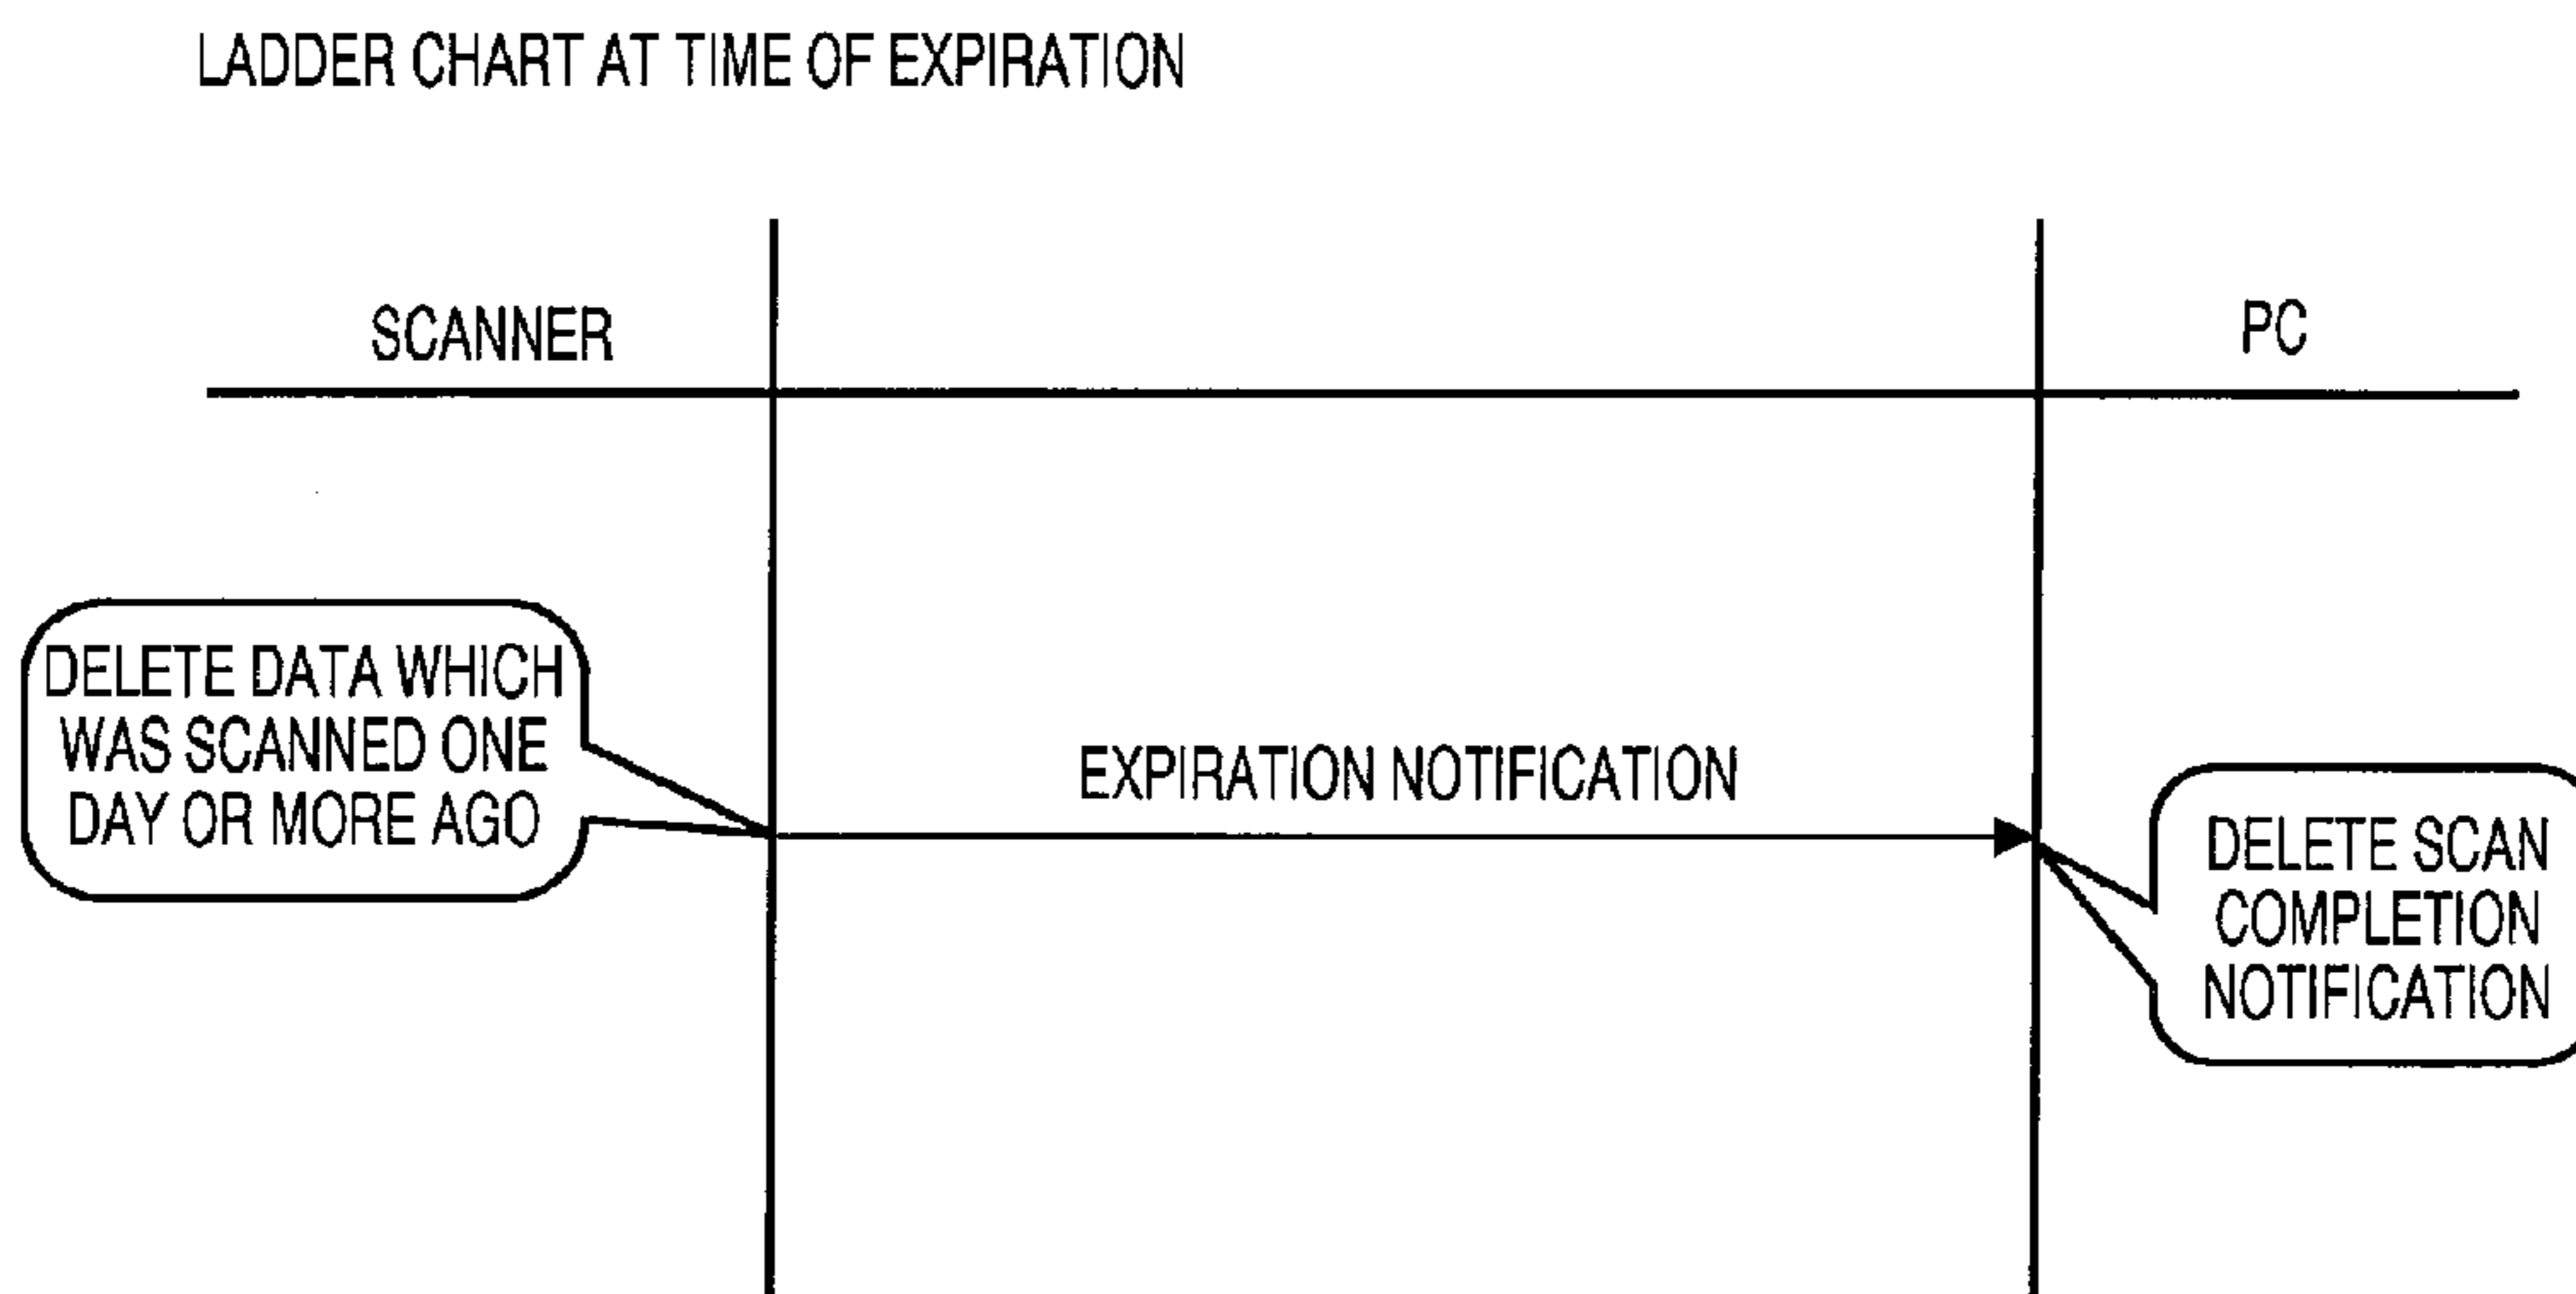 LADDER CHART AT TIME OF EXPIRATION
SCANNER
PC
DELETE DATA WHICH
WAS SCANNED ONE
DAY OR MORE AGO
EXPIRATION NOTIFICATION
DELETE SCAN
COMPLETION
NOTIFICATION